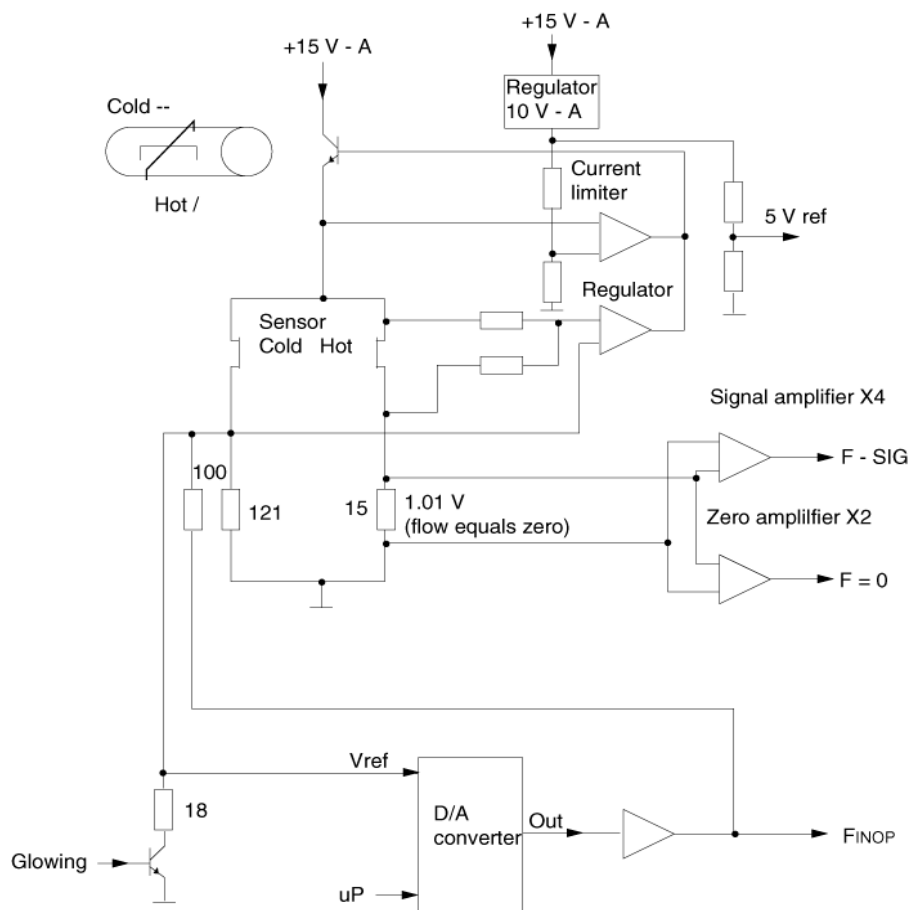 +15 V - A
+15 V - A
Regulator
10 V - A
Cold --
Hot /
Current
limiter
5 V ref
Regulator
Sensor
Cold Hot
Signal amplifier X4
F - SIG
100
121
15
1.01 V
(flow equals zero)
Zero amplilfier X2
F = 0
Vref
18
D/A
converter
Out
Glowing
uP
FINOP